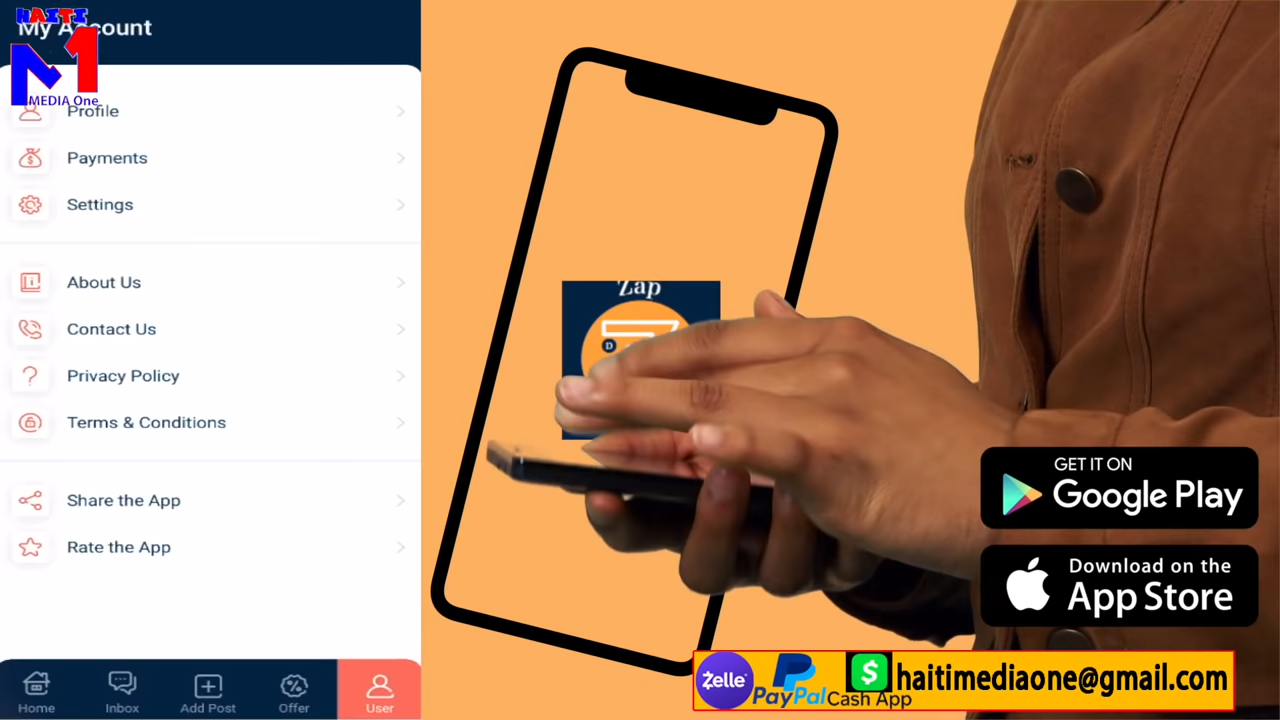 HAITI
My Account
M1
MEDIA One
Profile
Payments
Settings
About Us
Contact Us
Privacy Policy
Terms & Conditions
Share the App
Rate the App
Home
Inbox
Add Post
Offer
User
Zap
D
GET IT ON
Google Play
Download on the
App Store
Zelle
PayPal
$
Cash App
haitimediaone@gmail.com